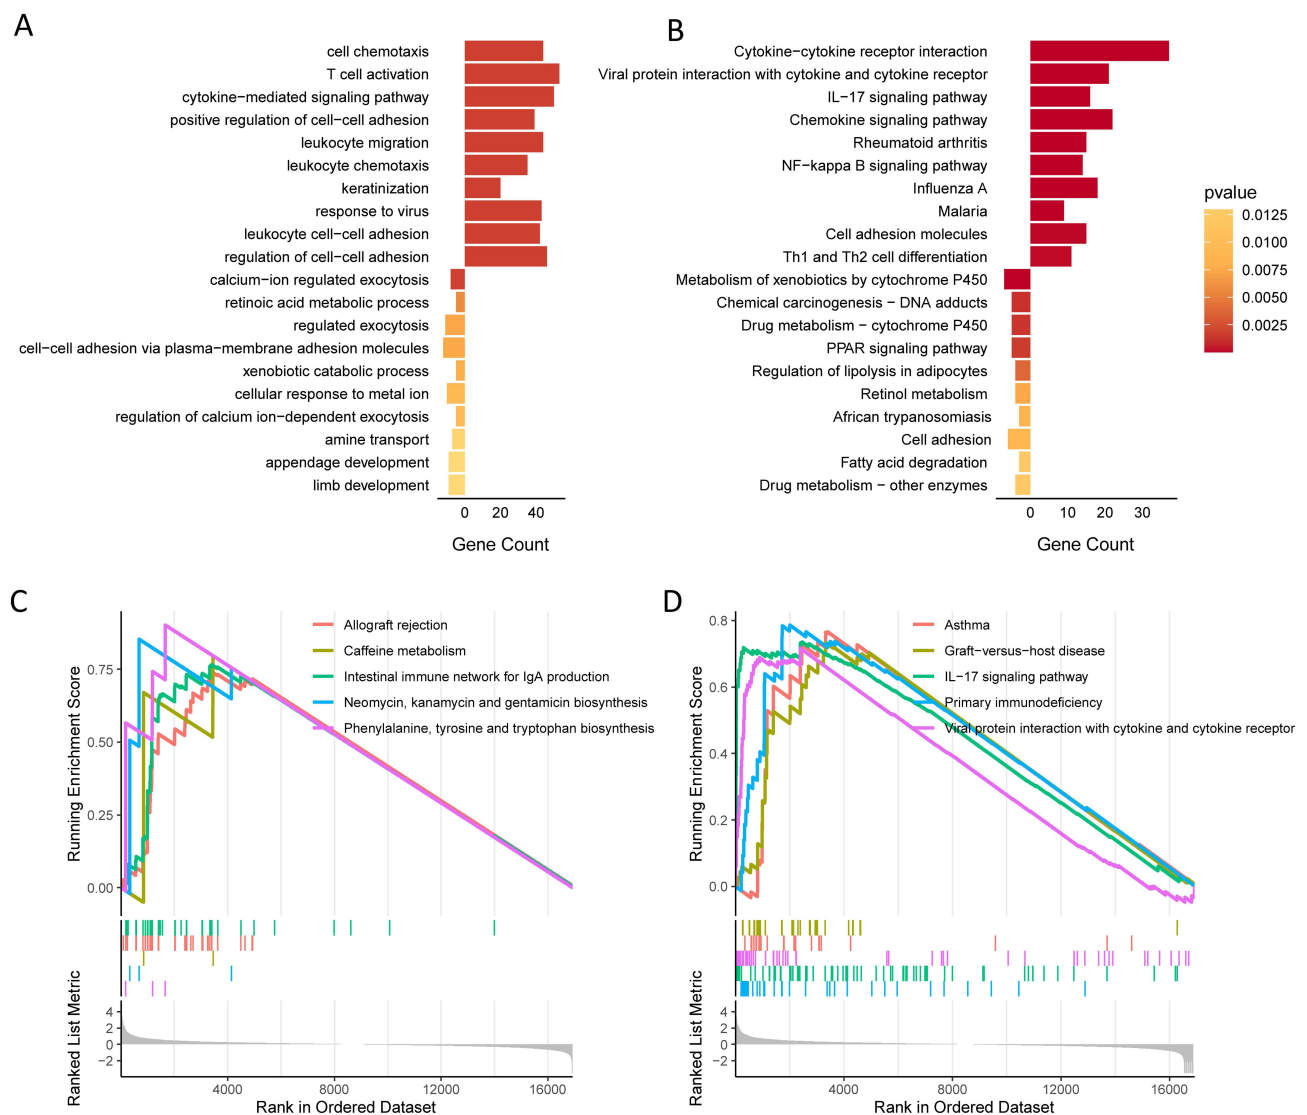 A
cell chemotaxis
T cell activation
cytokine−mediated signaling pathway
positive regulation of cell−cell adhesion
leukocyte migration
leukocyte chemotaxis
keratinization
response to virus
leukocyte cell−cell adhesion
regulation of cell−cell adhesion
calcium−ion regulated exocytosis
retinoic acid metabolic process
regulated exocytosis
cell−cell adhesion via plasma−membrane adhesion molecules
xenobiotic catabolic process
cellular response to metal ion
regulation of calcium ion−dependent exocytosis
amine transport
appendage development
limb development
0 20 40
Gene Count
B
Cytokine−cytokine receptor interaction
Viral protein interaction with cytokine and cytokine receptor
IL−17 signaling pathway
Chemokine signaling pathway
Rheumatoid arthritis
NF−kappa B signaling pathway
Influenza A
Malaria
Cell adhesion molecules
Th1 and Th2 cell differentiation
Metabolism of xenobiotics by cytochrome P450
Chemical carcinogenesis − DNA adducts
Drug metabolism − cytochrome P450
PPAR signaling pathway
Regulation of lipolysis in adipocytes
Retinol metabolism
African trypanosomiasis
Cell adhesion
Fatty acid degradation
Drug metabolism − other enzymes
0 10 20 30
Gene Count
pvalue
0.0125
0.0100
0.0075
0.0050
0.0025
C
Running Enrichment Score
0.75
0.50
0.25
0.00
Allograft rejection
Caffeine metabolism
Intestinal immune network for IgA production
Neomycin, kanamycin and gentamicin biosynthesis
Phenylalanine, tyrosine and tryptophan biosynthesis
Ranked List Metric
4
2
0
−2
4000 8000 12000 16000
Rank in Ordered Dataset
D
Running Enrichment Score
0.8
0.6
0.4
0.2
0.0
Asthma
Graft−versus−host disease
IL−17 signaling pathway
Primary immunodeficiency
Viral protein interaction with cytokine and cytokine receptor
Ranked List Metric
4
2
0
−2
4000 8000 12000 16000
Rank in Ordered Dataset